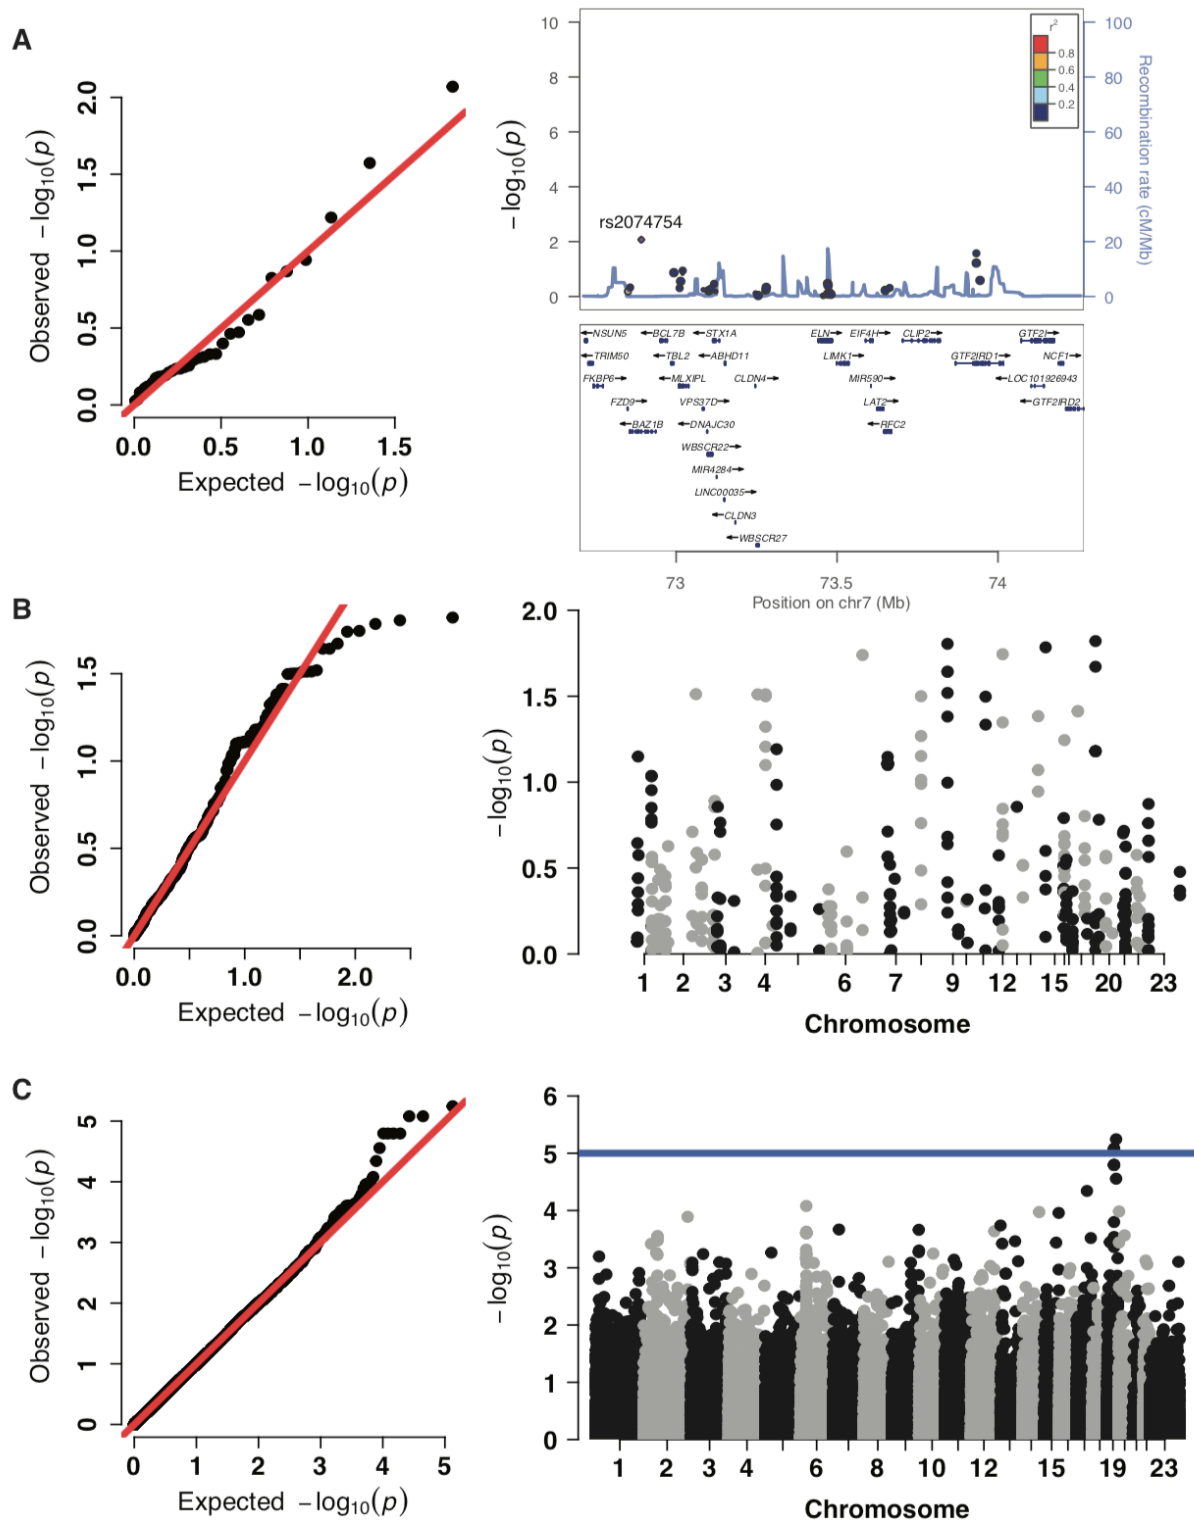 A
Observed −log10(p)
2.0
1.5
1.0
0.5
0.0
0.0 0.5 1.0 1.5
Expected −log10(p)
−log10(p)
10
8
6
4
2
0
rs2074754
r2
0.8
0.6
0.4
0.2
100
80
60
40
20
0
Recombination rate (cM/Mb)
NSUN5 BCL7B STX1A ELN EIF4H CLIP2 GTF2I
TRIM50 TBL2 ABHD11 LIMK1 GTF2IRD1 NCF1
FKBP6 MLXIPL CLDN4 MIR590 LOC101926943
FZD9 VPS37D LAT2 GTF2IRD2
BAZ1B DNAJC30 RFC2
WBSCR22
MIR4284
LINC00035
CLDN3
WBSCR27
73 73.5 74
Position on chr7 (Mb)
B
Observed −log10(p)
1.5
1.0
0.5
0.0
0.0 1.0 2.0
Expected −log10(p)
−log10(p)
2.0
1.5
1.0
0.5
0.0
1 2 3 4 6 7 9 12 15 20 23
Chromosome
C
Observed −log10(p)
5
4
3
2
1
0
0 1 2 3 4 5
Expected −log10(p)
−log10(p)
6
5
4
3
2
1
0
1 2 3 4 6 8 10 12 15 19 23
Chromosome